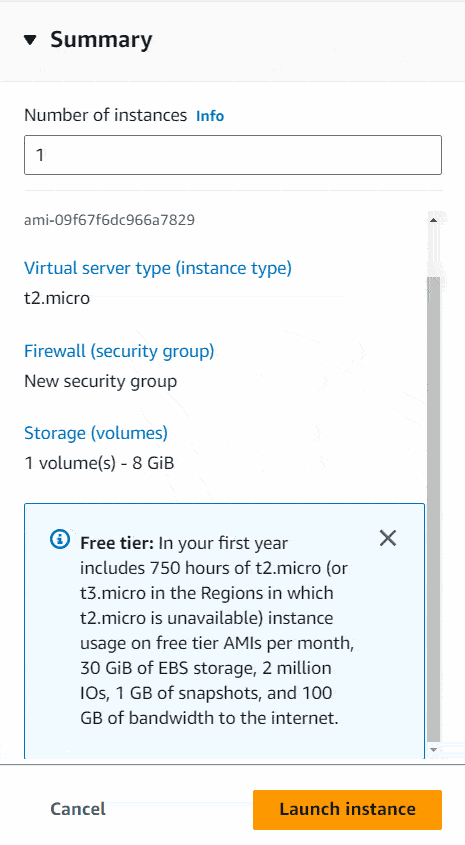 Summary
Number of instances Info
1
ami-09f67f6dc966a7829
Virtual server type (instance type)
t2.micro
Firewall (security group)
New security group
Storage (volumes)
1 volume(s) - 8 GiB
Free tier: In your first year
includes 750 hours of t2.micro (or
t3.micro in the Regions in which
t2.micro is unavailable) instance
usage on free tier AMIs per month,
30 GiB of EBS storage, 2 million
IOs, 1 GB of snapshots, and 100
GB of bandwidth to the internet.
Cancel
Launch instance